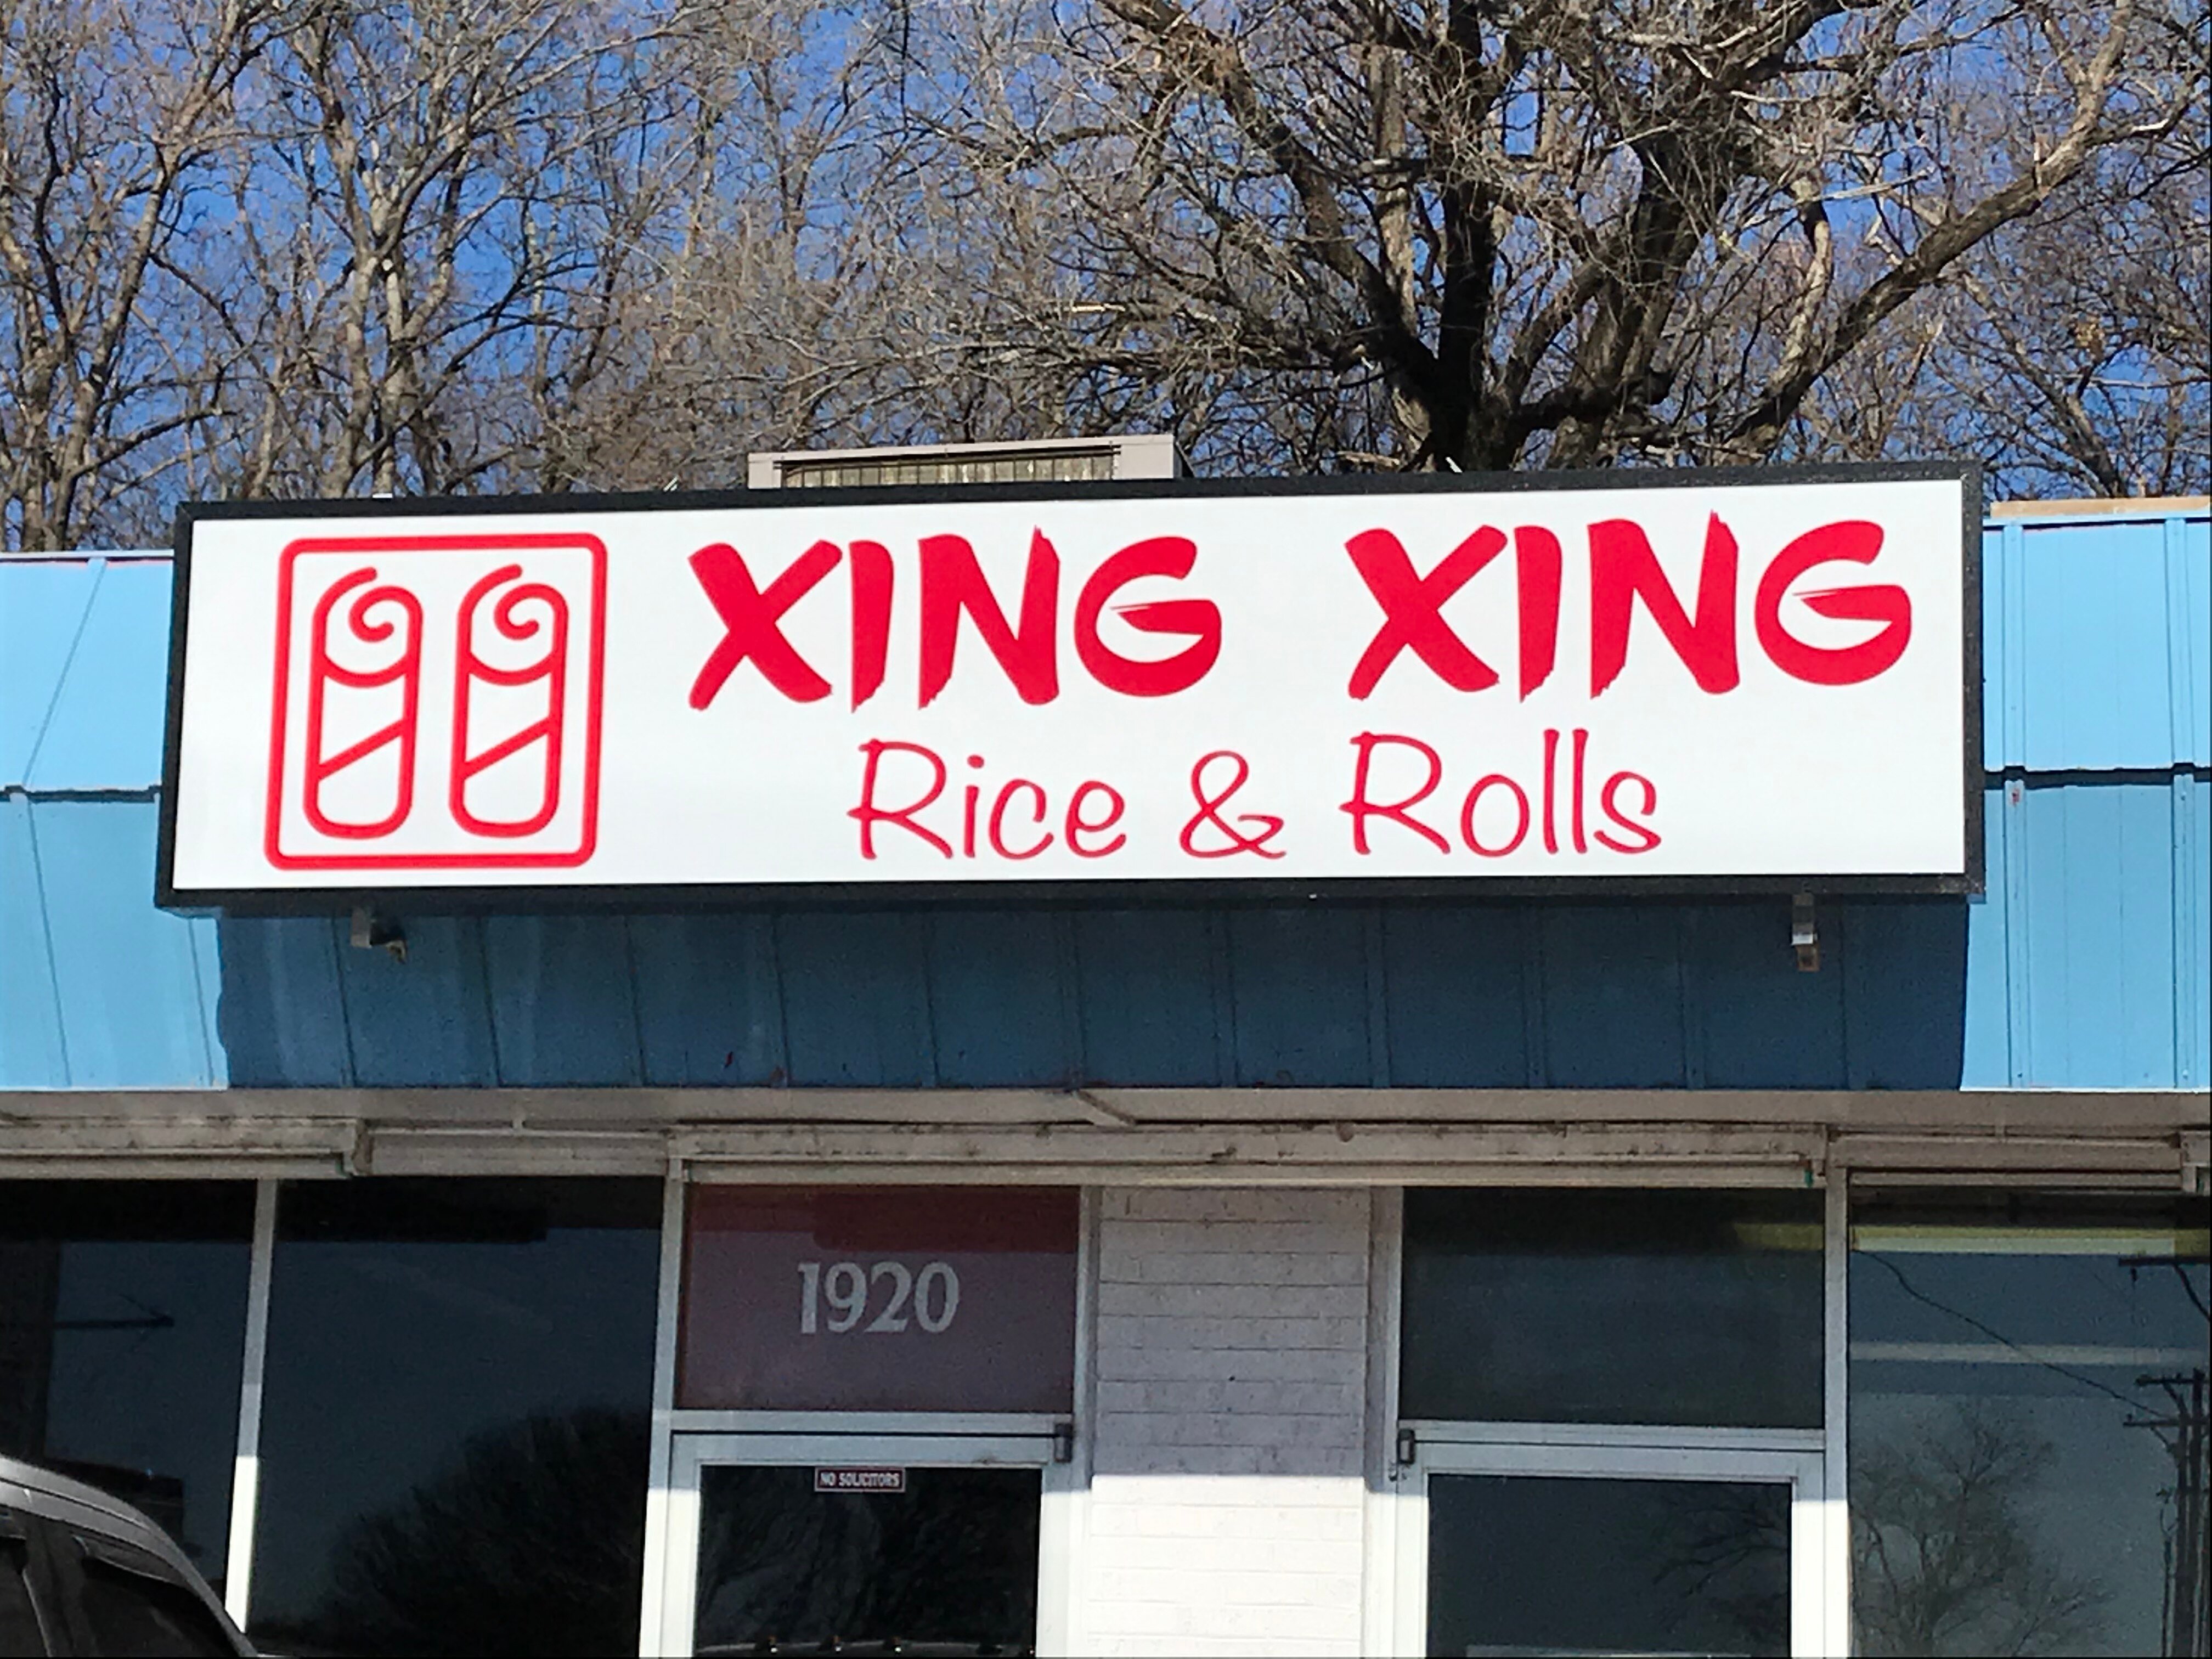 XING XING
Rice & Rolls
1920
NO SOLICITORS